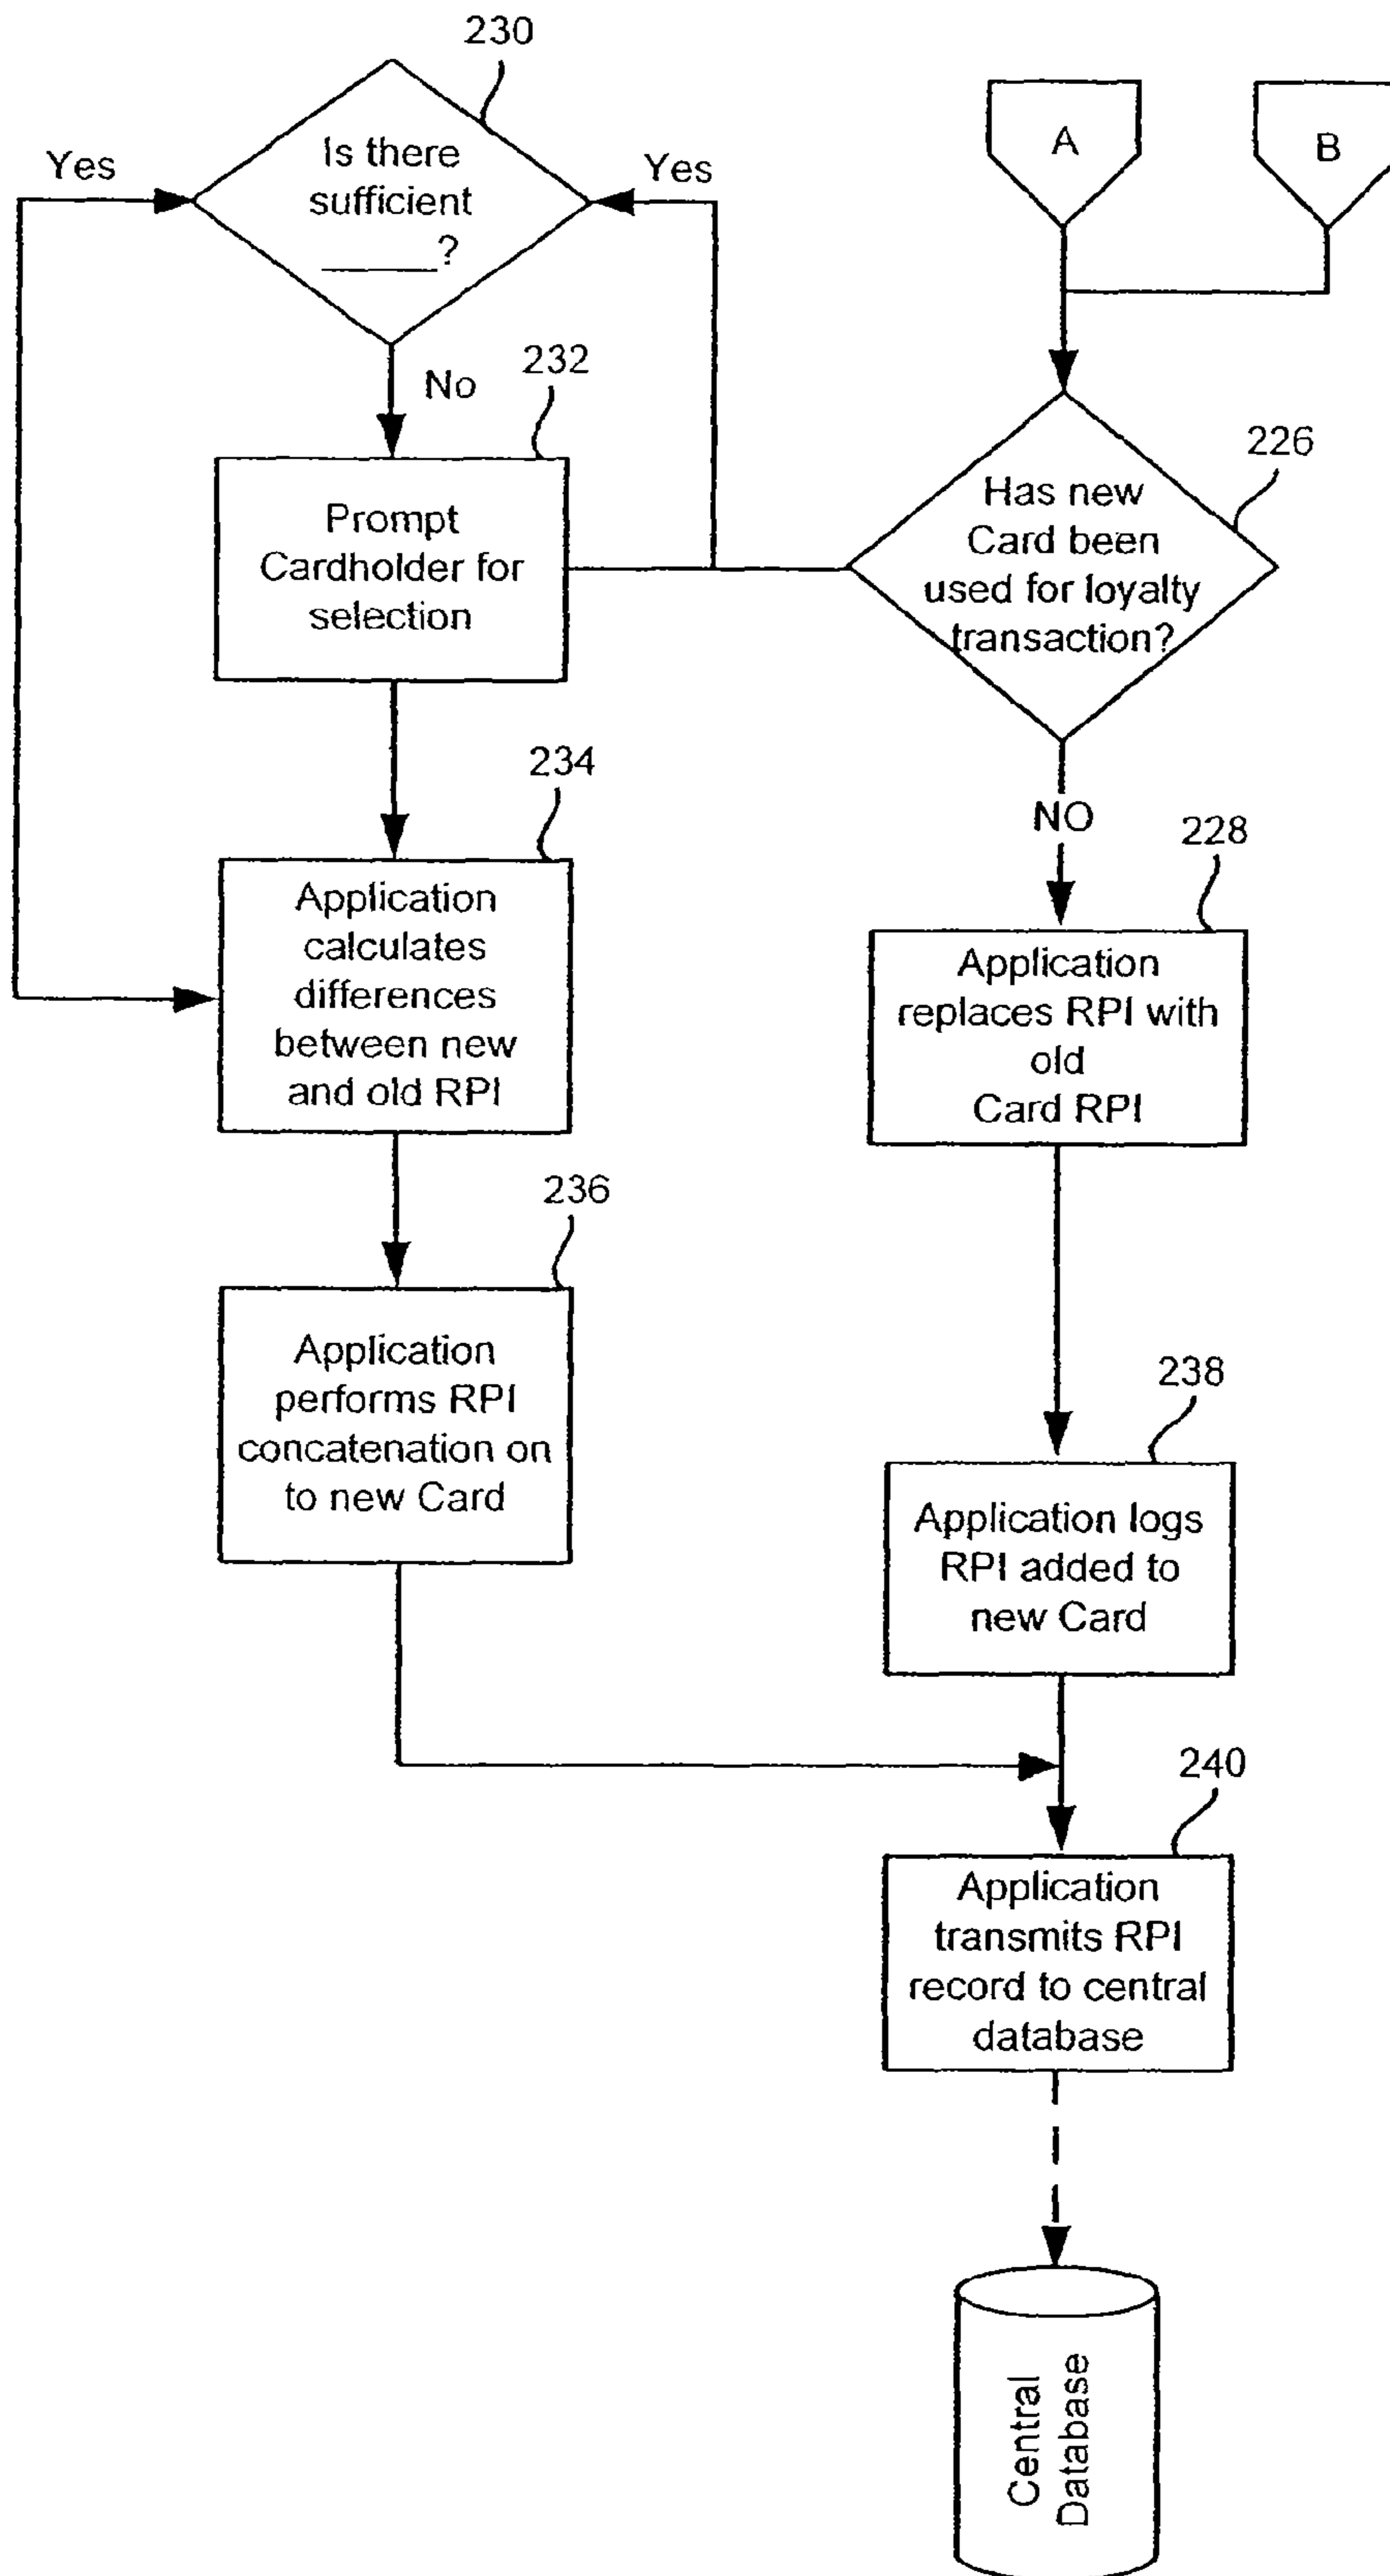 230
Is there
sufficient
______?
Yes
Yes
No
232
Prompt
Cardholder for
selection
234
Application
calculates
differences
between new
and old RPI
236
Application
performs RPI
concatenation on
to new Card
A
B
226
Has new
Card been
used for loyalty
transaction?
NO
228
Application
replaces RPI with
old
Card RPI
238
Application logs
RPI added to
new Card
240
Application
transmits RPI
record to central
database
Central
Database